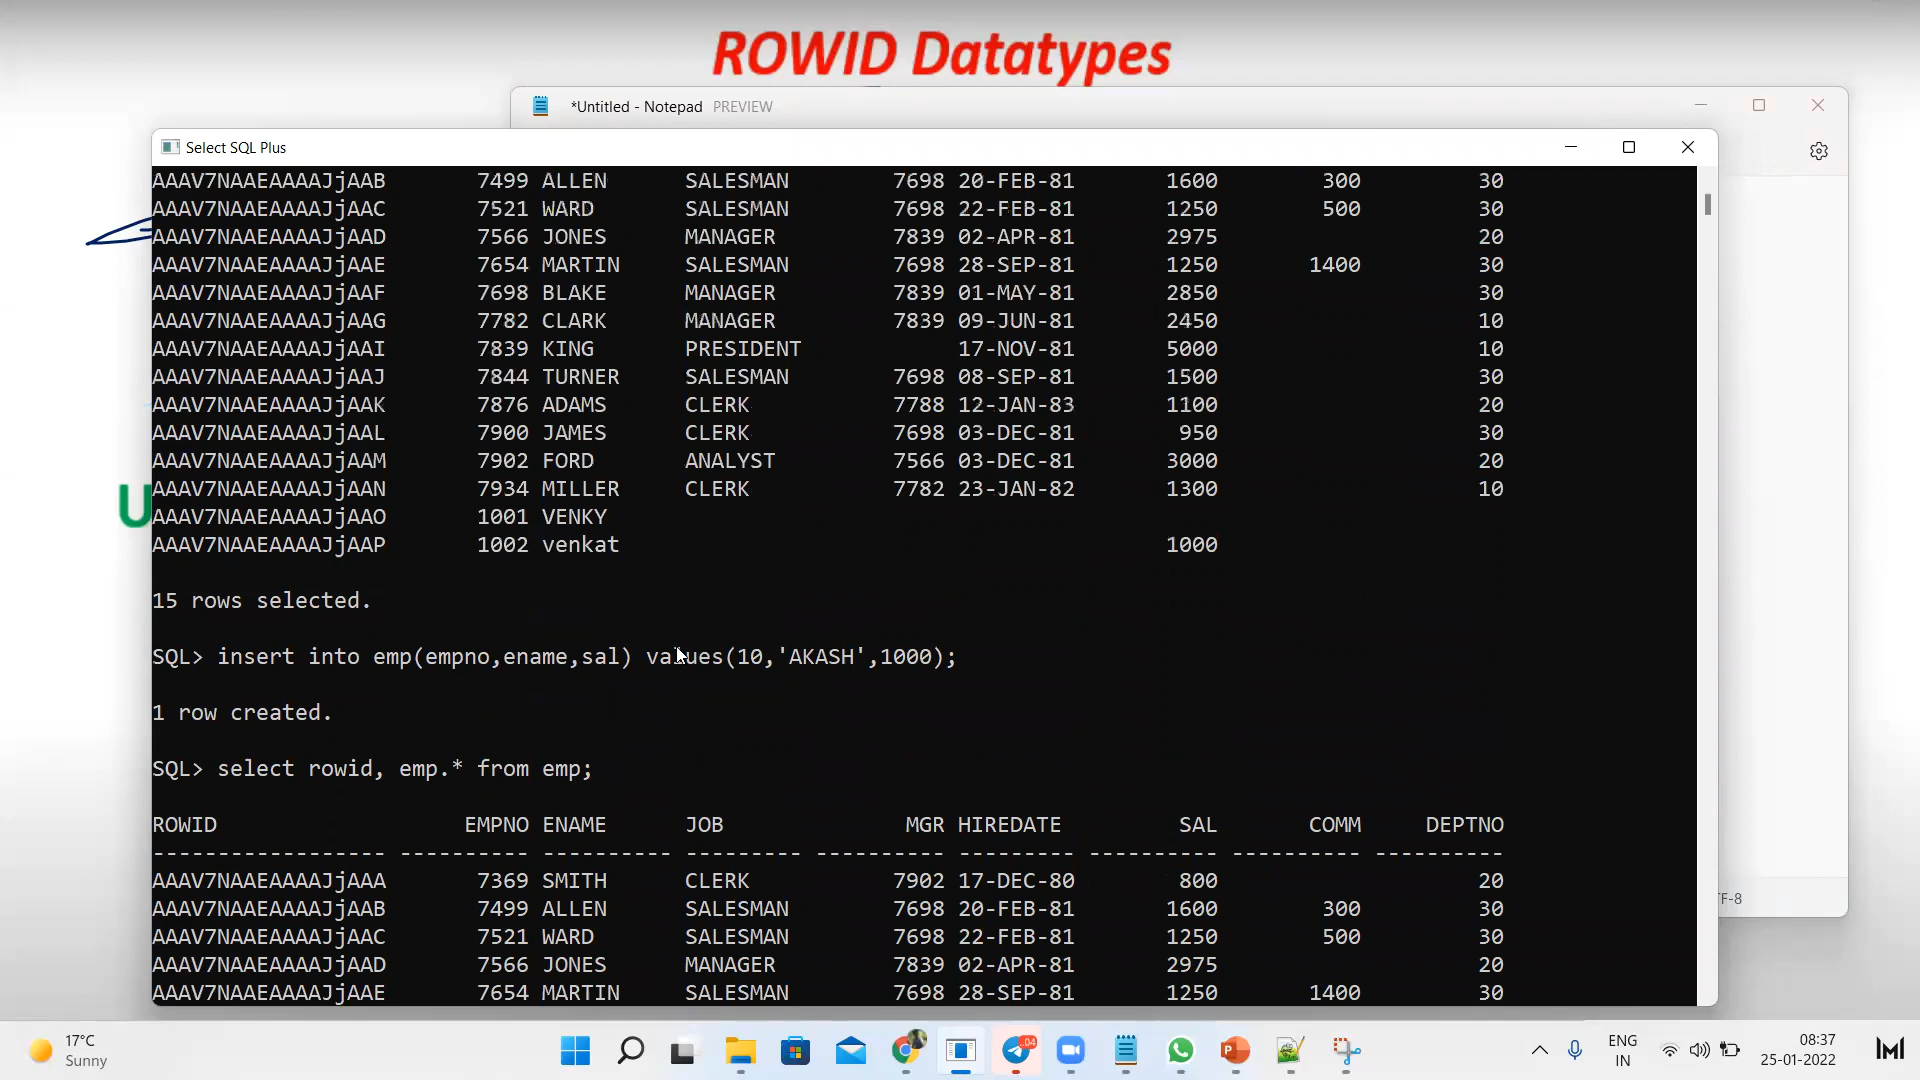 ROWID Datatypes
*Untitled - Notepad PREVIEW
Select SQL Plus
AAAV7NAAEAAAAJjAAB 7499 ALLEN SALESMAN 7698 20-FEB-81 1600 300 30
AAAV7NAAEAAAAJjAAC 7521 WARD SALESMAN 7698 22-FEB-81 1250 500 30
AAAV7NAAEAAAAJjAAD 7566 JONES MANAGER 7839 02-APR-81 2975 20
AAAV7NAAEAAAAJjAAE 7654 MARTIN SALESMAN 7698 28-SEP-81 1250 1400 30
AAAV7NAAEAAAAJjAAF 7698 BLAKE MANAGER 7839 01-MAY-81 2850 30
AAAV7NAAEAAAAJjAAG 7782 CLARK MANAGER 7839 09-JUN-81 2450 10
AAAV7NAAEAAAAJjAAI 7839 KING PRESIDENT 17-NOV-81 5000 10
AAAV7NAAEAAAAJjAAJ 7844 TURNER SALESMAN 7698 08-SEP-81 1500 30
AAAV7NAAEAAAAJjAAK 7876 ADAMS CLERK 7788 12-JAN-83 1100 20
AAAV7NAAEAAAAJjAAL 7900 JAMES CLERK 7698 03-DEC-81 950 30
AAAV7NAAEAAAAJjAAM 7902 FORD ANALYST 7566 03-DEC-81 3000 20
AAAV7NAAEAAAAJjAAN 7934 MILLER CLERK 7782 23-JAN-82 1300 10
U
AAAV7NAAEAAAAJjAAO 1001 VENKY
AAAV7NAAEAAAAJjAAP 1002 venkat 1000
15 rows selected.
SQL> insert into emp(empno,ename,sal) values(10,'AKASH',1000);
1 row created.
SQL> select rowid, emp.* from emp;
ROWID EMPNO ENAME JOB MGR HIREDATE SAL COMM DEPTNO
------------------ ---------- ---------- --------- ---------- --------- ---------- ---------- ----------
AAAV7NAAEAAAAJjAAA 7369 SMITH CLERK 7902 17-DEC-80 800 20
AAAV7NAAEAAAAJjAAB 7499 ALLEN SALESMAN 7698 20-FEB-81 1600 300 30
TF-8
AAAV7NAAEAAAAJjAAC 7521 WARD SALESMAN 7698 22-FEB-81 1250 500 30
AAAV7NAAEAAAAJjAAD 7566 JONES MANAGER 7839 02-APR-81 2975 20
AAAV7NAAEAAAAJjAAE 7654 MARTIN SALESMAN 7698 28-SEP-81 1250 1400 30
17°C
Sunny
.04
ENG
IN
08:37
25-01-2022